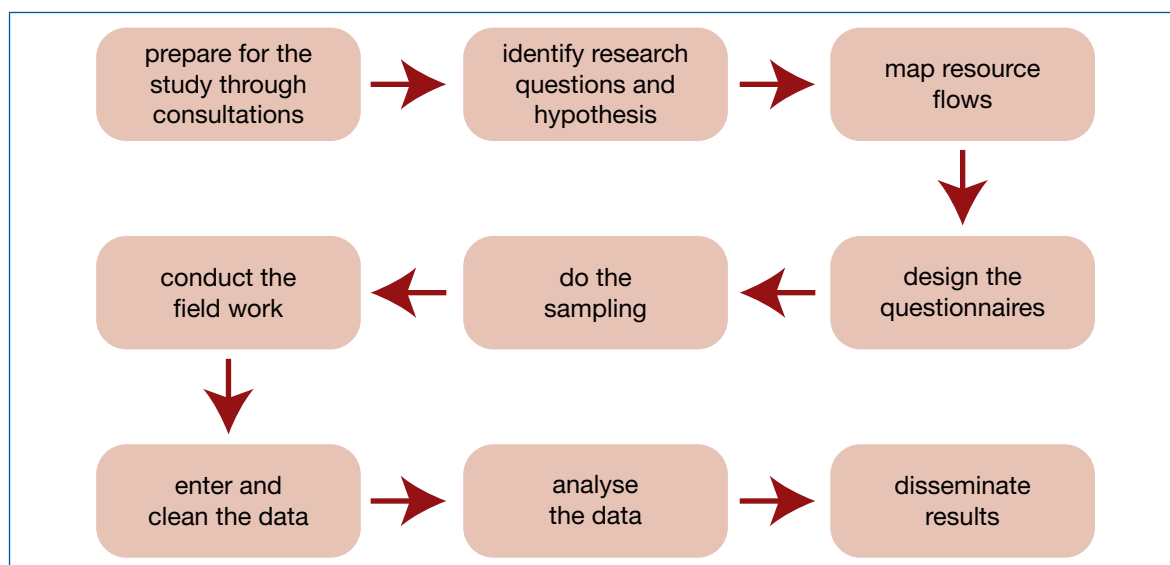 prepare for the
study through
consultations
identify research
questions and
hypothesis
map resource
flows
design the
questionnaires
do the
sampling
conduct the
field work
enter and
clean the data
analyse
the data
disseminate
results